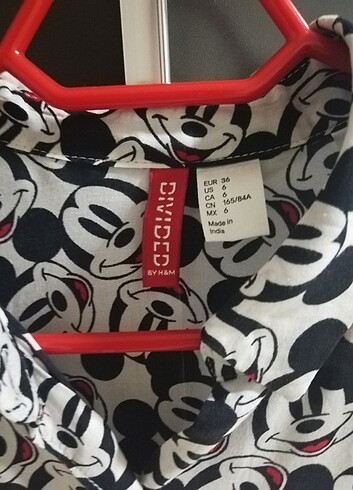 DIVIDED
BY H&M
EUR 36
US 6
CA 6
CN 165/84A
MX 6
Made in
India